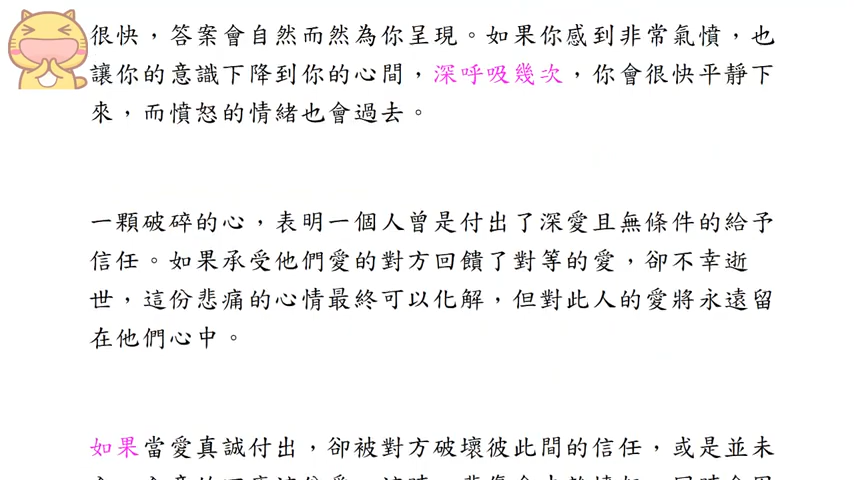 很快，答案會自然而然為你呈現。如果你感到非常氣憤，也
讓你的意識下降到你的心間，深呼吸幾次，你會很快平靜下
來，而憤怒的情緒也會過去。
一顆破碎的心，表明一個人曾是付出了深愛且無條件的給予
信任。如果承受他們愛的對方回饋了對等的愛，卻不幸逝
世，這份悲痛的心情最終可以化解，但對此人的愛將永遠留
在他們心中。
如果當愛真誠付出，卻被對方破壞彼此間的信任，或是並未